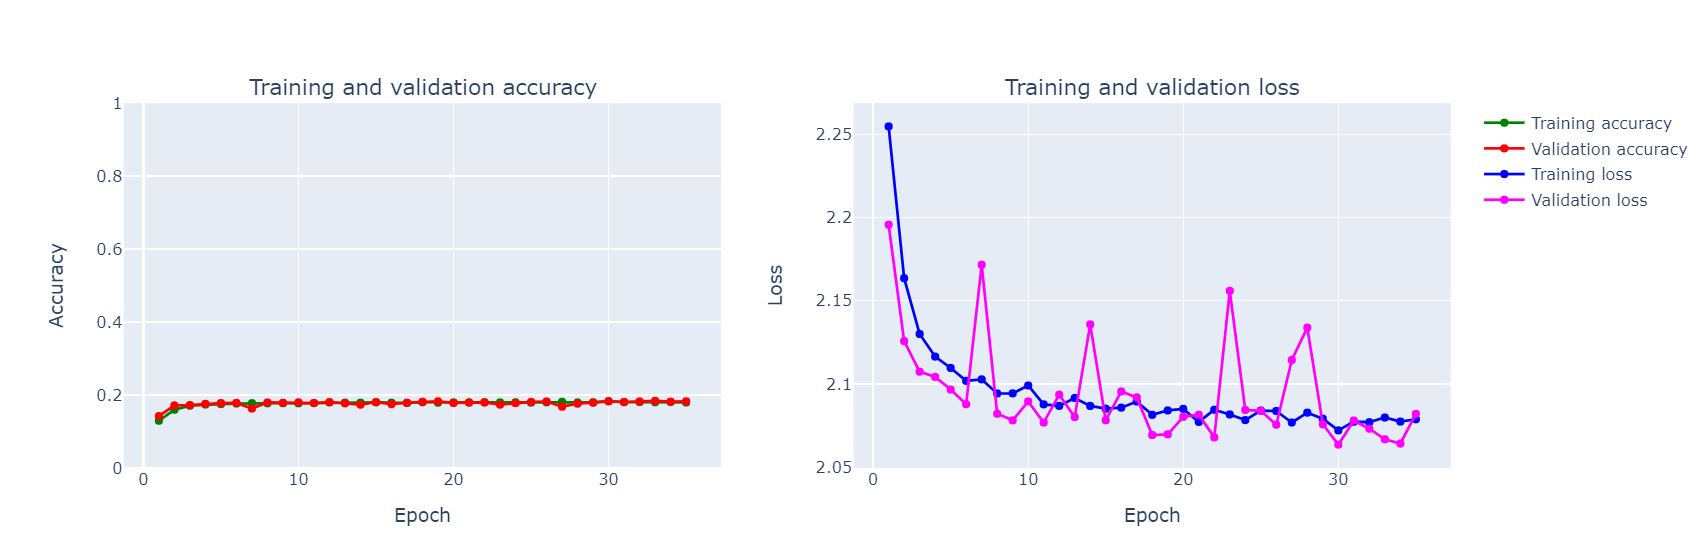 Training and validation accuracy
Training and validation loss
1
0.8
0.6
0.4
0.2
0
Accuracy
0
10
20
30
Epoch
2.25
2.2
2.15
2.1
2.05
Loss
0
10
20
30
Epoch
Training accuracy
Validation accuracy
Training loss
Validation loss